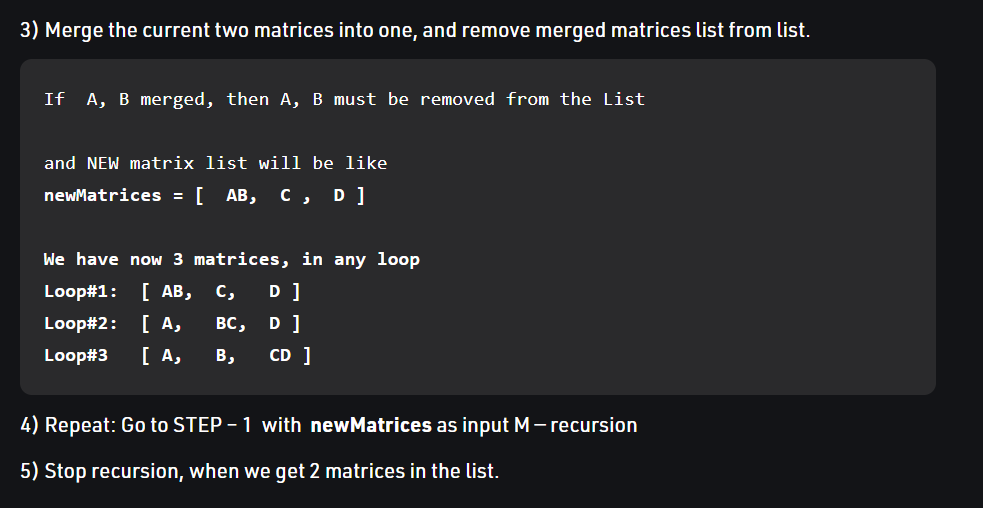 3) Merge the current two matrices into one, and remove merged matrices list from list.
If  A, B merged, then A, B must be removed from the List
and NEW matrix list will be like
newMatrices = [  AB,  C ,  D ]
We have now 3 matrices, in any loop
Loop#1:  [ AB,  C,   D ]
Loop#2:  [ A,   BC,  D ]
Loop#3   [ A,   B,   CD ]
4) Repeat: Go to STEP – 1  with  newMatrices as input M – recursion
5) Stop recursion, when we get 2 matrices in the list.